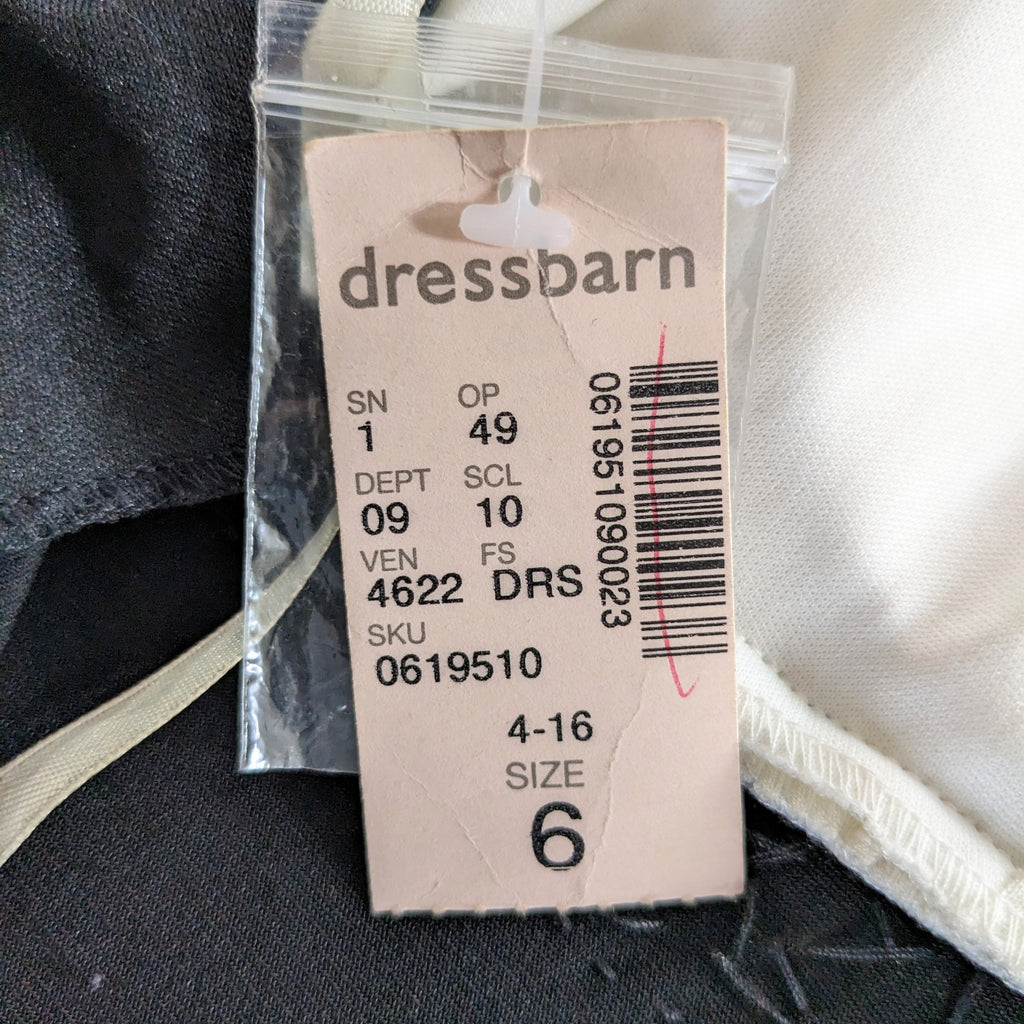 dressbarn
SN OP
1 49
DEPT SCL
09 10
VEN FS
4622 DRS
SKU
0619510
061951090023
4-16
SIZE
6